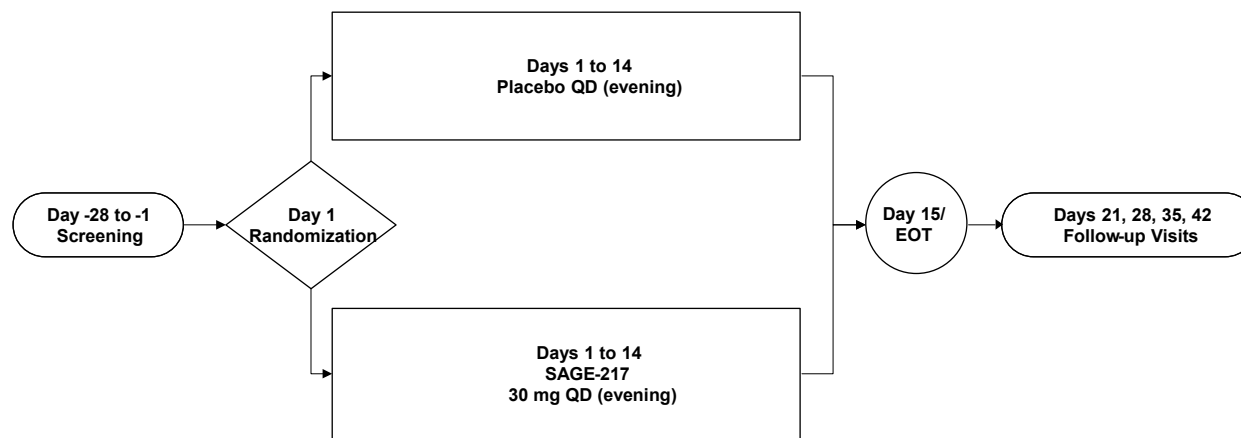 Days 1 to 14
Placebo QD (evening)
Day -28 to -1
Screening
Day 1
Randomization
Day 15/
EOT
Days 21, 28, 35, 42
Follow-up Visits
Days 1 to 14
SAGE-217
30 mg QD (evening)